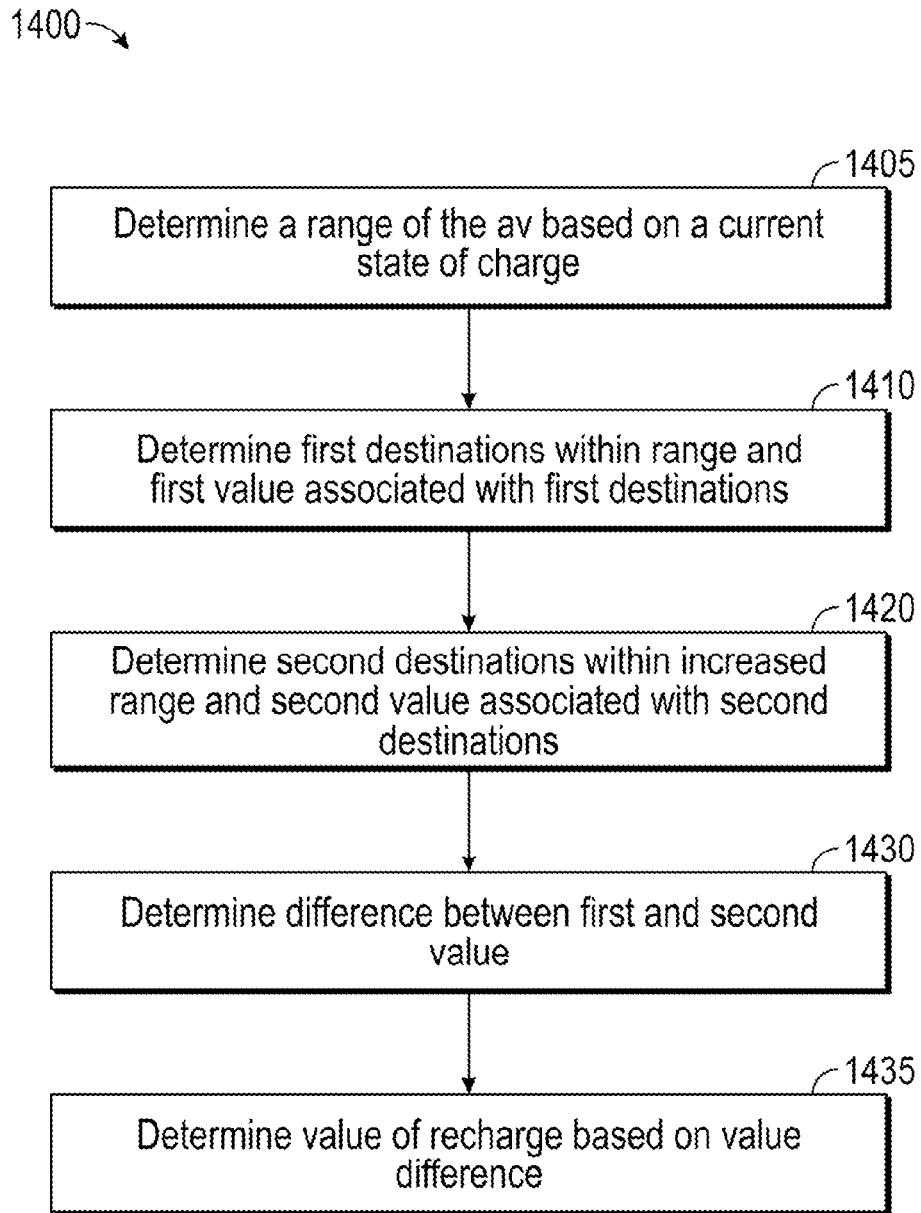 1400
1405
Determine a range of the av based on a current
state of charge
1410
Determine first destinations within range and
first value associated with first destinations
1420
Determine second destinations within increased
range and second value associated with second
destinations
1430
Determine difference between first and second
value
1435
Determine value of recharge based on value
difference